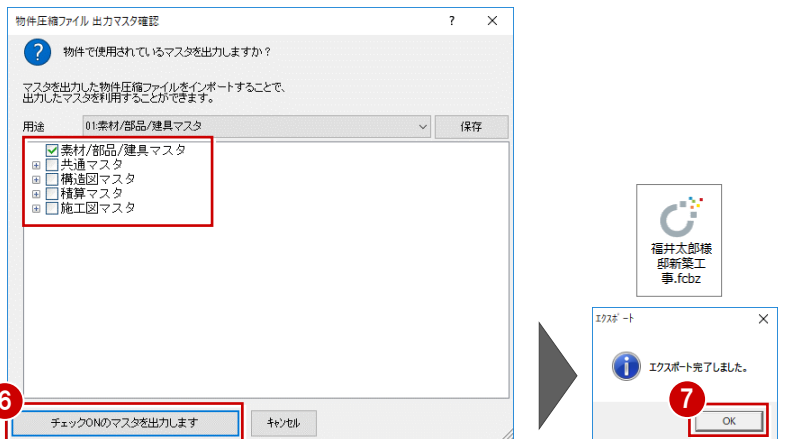 物件圧縮ファイル 出力マスタ確認
?
物件で使用されているマスタを出力しますか？
マスタを出力した物件圧縮ファイルをインポートすることで、
出力したマスタを利用することができます。
用途 01:素材/部品/建具マスタ 保存
素材/部品/建具マスタ
共通マスタ
構造図マスタ
積算マスタ
施工図マスタ
6
チェックONのマスタを出力します キャンセル
福井太郎様
邸新築工
事.fcbz
エクスポート
エクスポート完了しました。
7
OK